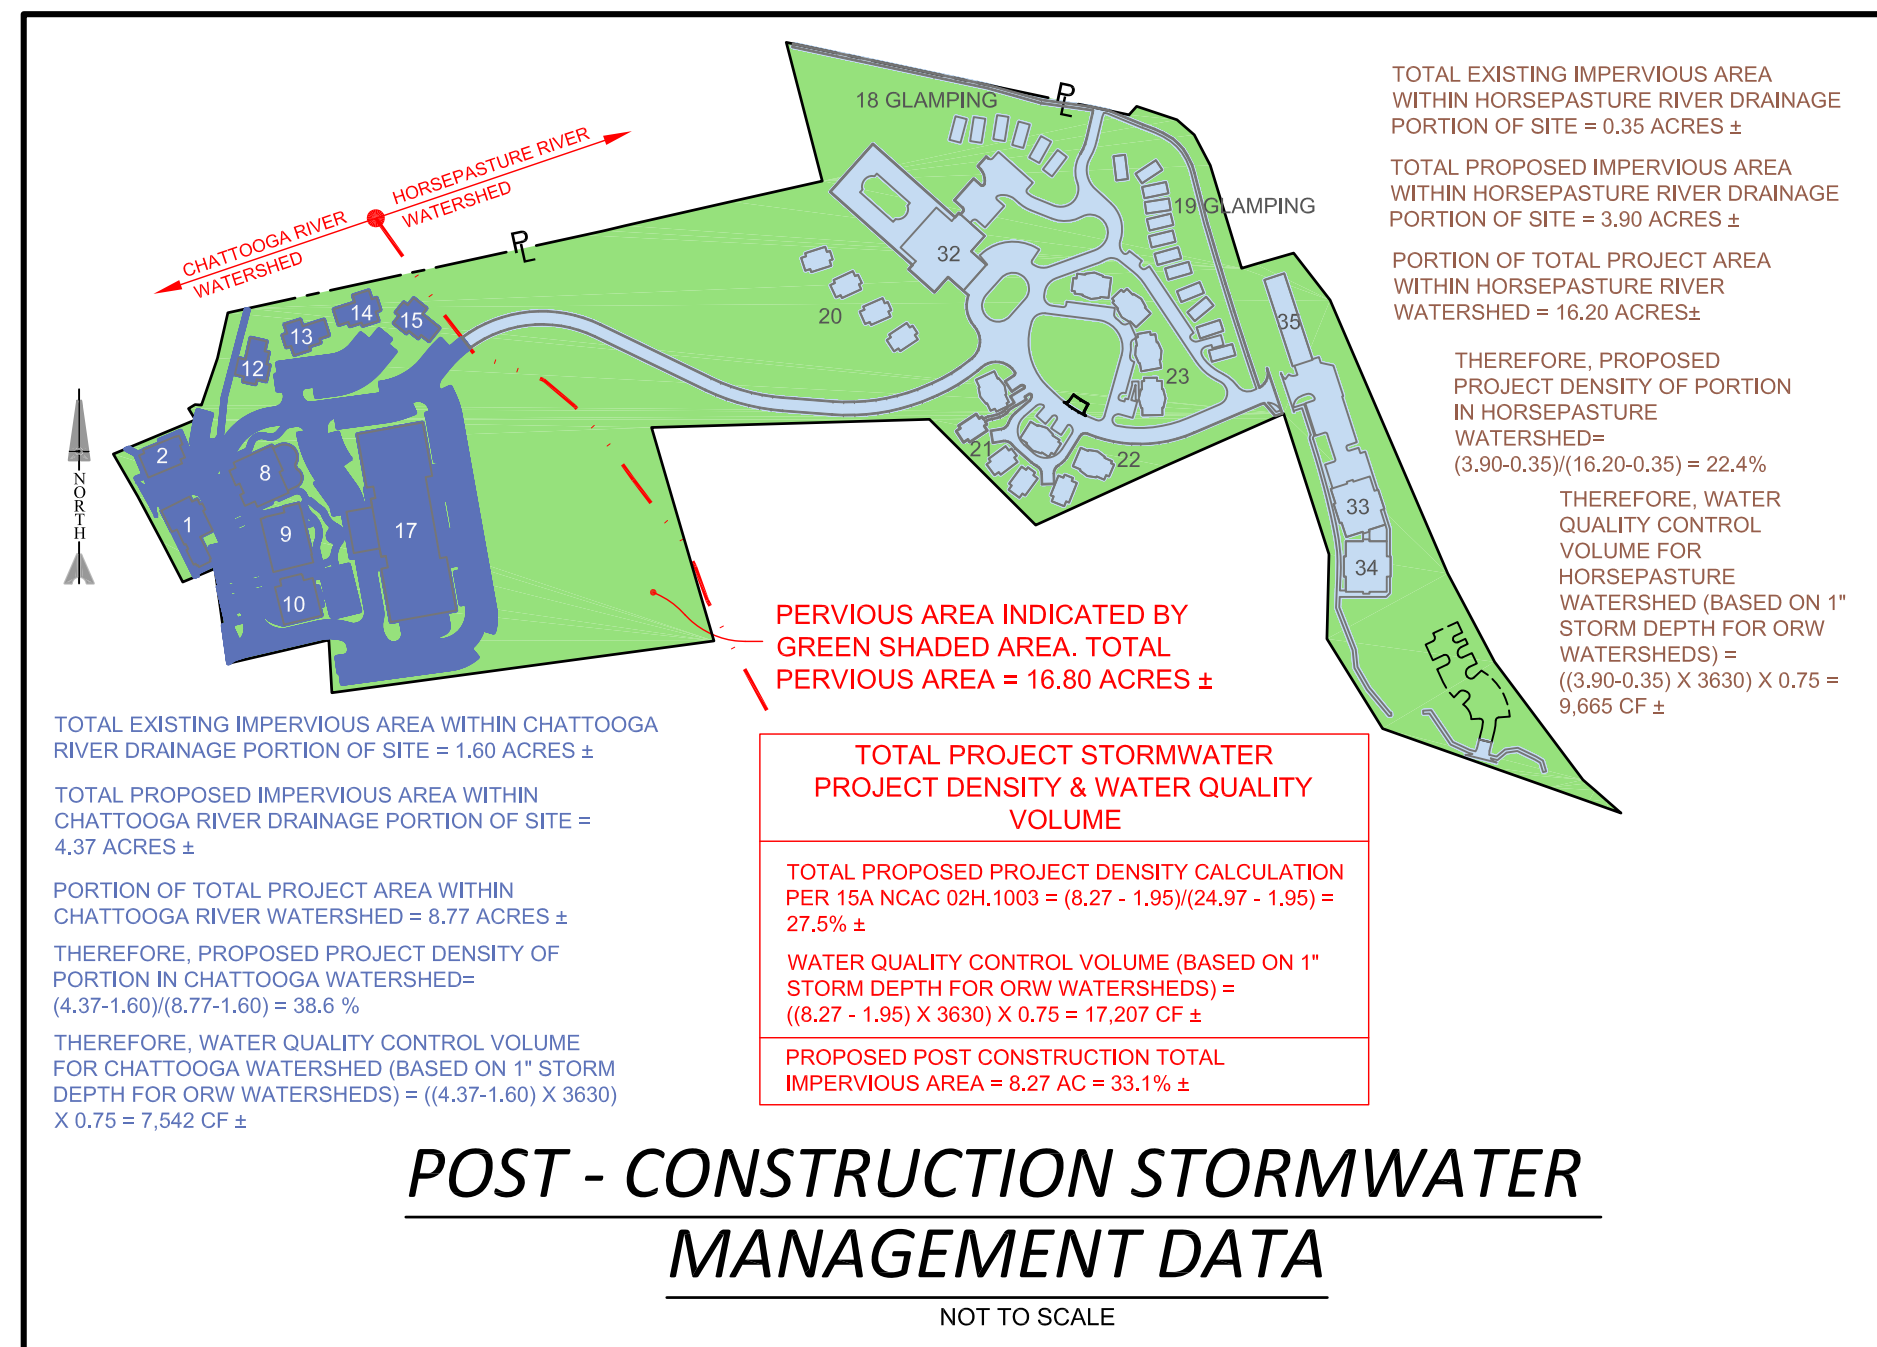 18 GLAMPING
PL
19 GLAMPING
HORSEPASTURE RIVER
WATERSHED
CHATTOOGA RIVER
WATERSHED
PL
32
20
35
23
21
22
33
34
12
13
14
15
2
1
8
9
10
17
NORTH
TOTAL EXISTING IMPERVIOUS AREA
WITHIN HORSEPASTURE RIVER DRAINAGE
PORTION OF SITE = 0.35 ACRES ±
TOTAL PROPOSED IMPERVIOUS AREA
WITHIN HORSEPASTURE RIVER DRAINAGE
PORTION OF SITE = 3.90 ACRES ±
PORTION OF TOTAL PROJECT AREA
WITHIN HORSEPASTURE RIVER
WATERSHED = 16.20 ACRES±
THEREFORE, PROPOSED
PROJECT DENSITY OF PORTION
IN HORSEPASTURE
WATERSHED=
(3.90-0.35)/(16.20-0.35) = 22.4%
THEREFORE, WATER
QUALITY CONTROL
VOLUME FOR
HORSEPASTURE
WATERSHED (BASED ON 1"
STORM DEPTH FOR ORW
WATERSHEDS) =
((3.90-0.35) X 3630) X 0.75 =
9,665 CF ±
PERVIOUS AREA INDICATED BY
GREEN SHADED AREA. TOTAL
PERVIOUS AREA = 16.80 ACRES ±
TOTAL EXISTING IMPERVIOUS AREA WITHIN CHATTOOGA
RIVER DRAINAGE PORTION OF SITE = 1.60 ACRES ±
TOTAL PROPOSED IMPERVIOUS AREA WITHIN
CHATTOOGA RIVER DRAINAGE PORTION OF SITE =
4.37 ACRES ±
PORTION OF TOTAL PROJECT AREA WITHIN
CHATTOOGA RIVER WATERSHED = 8.77 ACRES ±
THEREFORE, PROPOSED PROJECT DENSITY OF
PORTION IN CHATTOOGA WATERSHED=
(4.37-1.60)/(8.77-1.60) = 38.6 %
THEREFORE, WATER QUALITY CONTROL VOLUME
FOR CHATTOOGA WATERSHED (BASED ON 1" STORM
DEPTH FOR ORW WATERSHEDS) = ((4.37-1.60) X 3630)
X 0.75 = 7,542 CF ±
TOTAL PROJECT STORMWATER
PROJECT DENSITY & WATER QUALITY
VOLUME
TOTAL PROPOSED PROJECT DENSITY CALCULATION
PER 15A NCAC 02H.1003 = (8.27 - 1.95)/(24.97 - 1.95) =
27.5% ±
WATER QUALITY CONTROL VOLUME (BASED ON 1"
STORM DEPTH FOR ORW WATERSHEDS) =
((8.27 - 1.95) X 3630) X 0.75 = 17,207 CF ±
PROPOSED POST CONSTRUCTION TOTAL
IMPERVIOUS AREA = 8.27 AC = 33.1% ±
POST - CONSTRUCTION STORMWATER
MANAGEMENT DATA
NOT TO SCALE